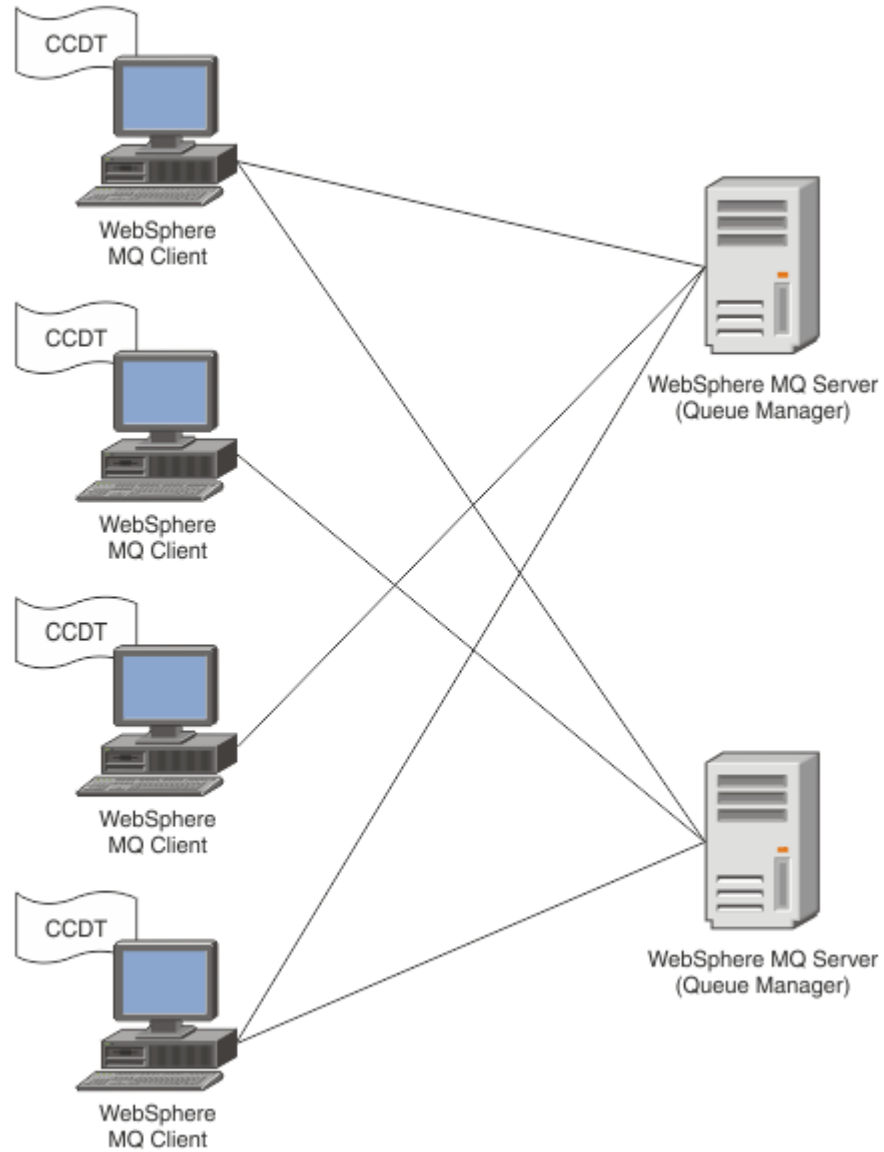 CCDT
WebSphere
MQ Client
WebSphere MQ Server
(Queue Manager)
CCDT
WebSphere
MQ Client
CCDT
WebSphere
MQ Client
WebSphere MQ Server
(Queue Manager)
CCDT
WebSphere
MQ Client